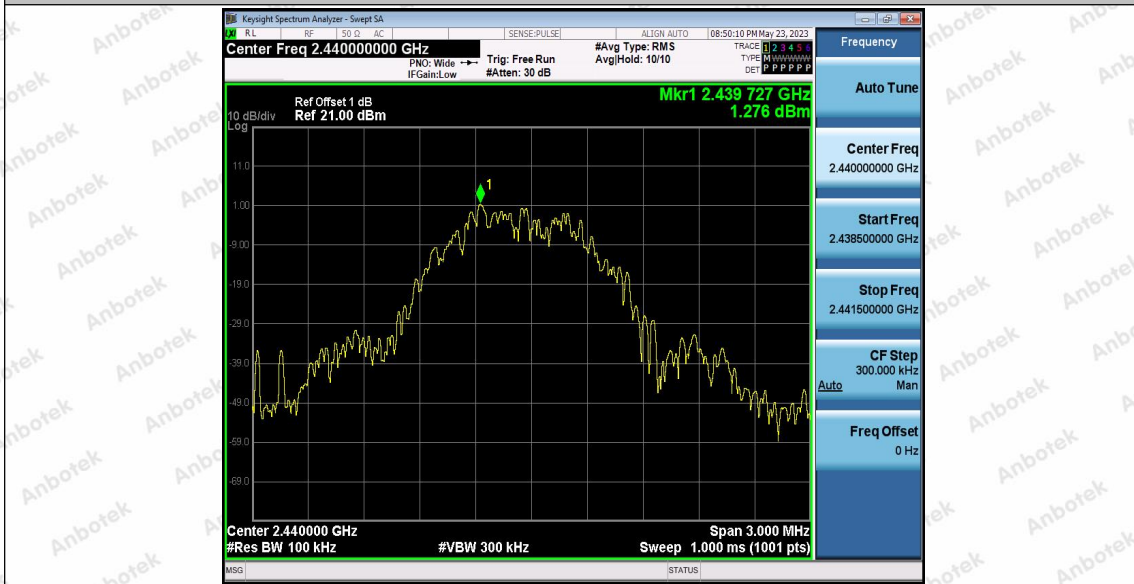 Keysight Spectrum Analyzer - Swept SA
LXI RL RF 50 Ω AC SENSE:PULSE ALIGN AUTO 08:50:10 PM May 23, 2023
Center Freq 2.440000000 GHz
PNO: Wide
IFGain:Low
Trig: Free Run
#Atten: 30 dB
#Avg Type: RMS
Avg|Hold: 10/10
TRACE 1 2 3 4 5 6
TYPE M WWWWW
DET P P P P P P
Frequency
Auto Tune
Center Freq
2.440000000 GHz
Start Freq
2.438500000 GHz
Stop Freq
2.441500000 GHz
CF Step
300.000 kHz
Auto Man
Freq Offset
0 Hz
Mkr1 2.439 727 GHz
1.276 dBm
Ref Offset 1 dB
10 dB/div Ref 21.00 dBm
Log
1
11.0
1.00
-9.00
-19.0
-29.0
-39.0
-49.0
-59.0
-69.0
Center 2.440000 GHz
Span 3.000 MHz
#Res BW 100 kHz
#VBW 300 kHz
Sweep 1.000 ms (1001 pts)
MSG
STATUS
Anbotek